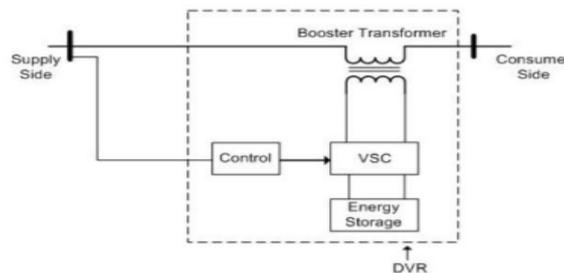 Booster Transformer
Supply
Side
Consume
Side
Control
VSC
Energy
Storage
DVR